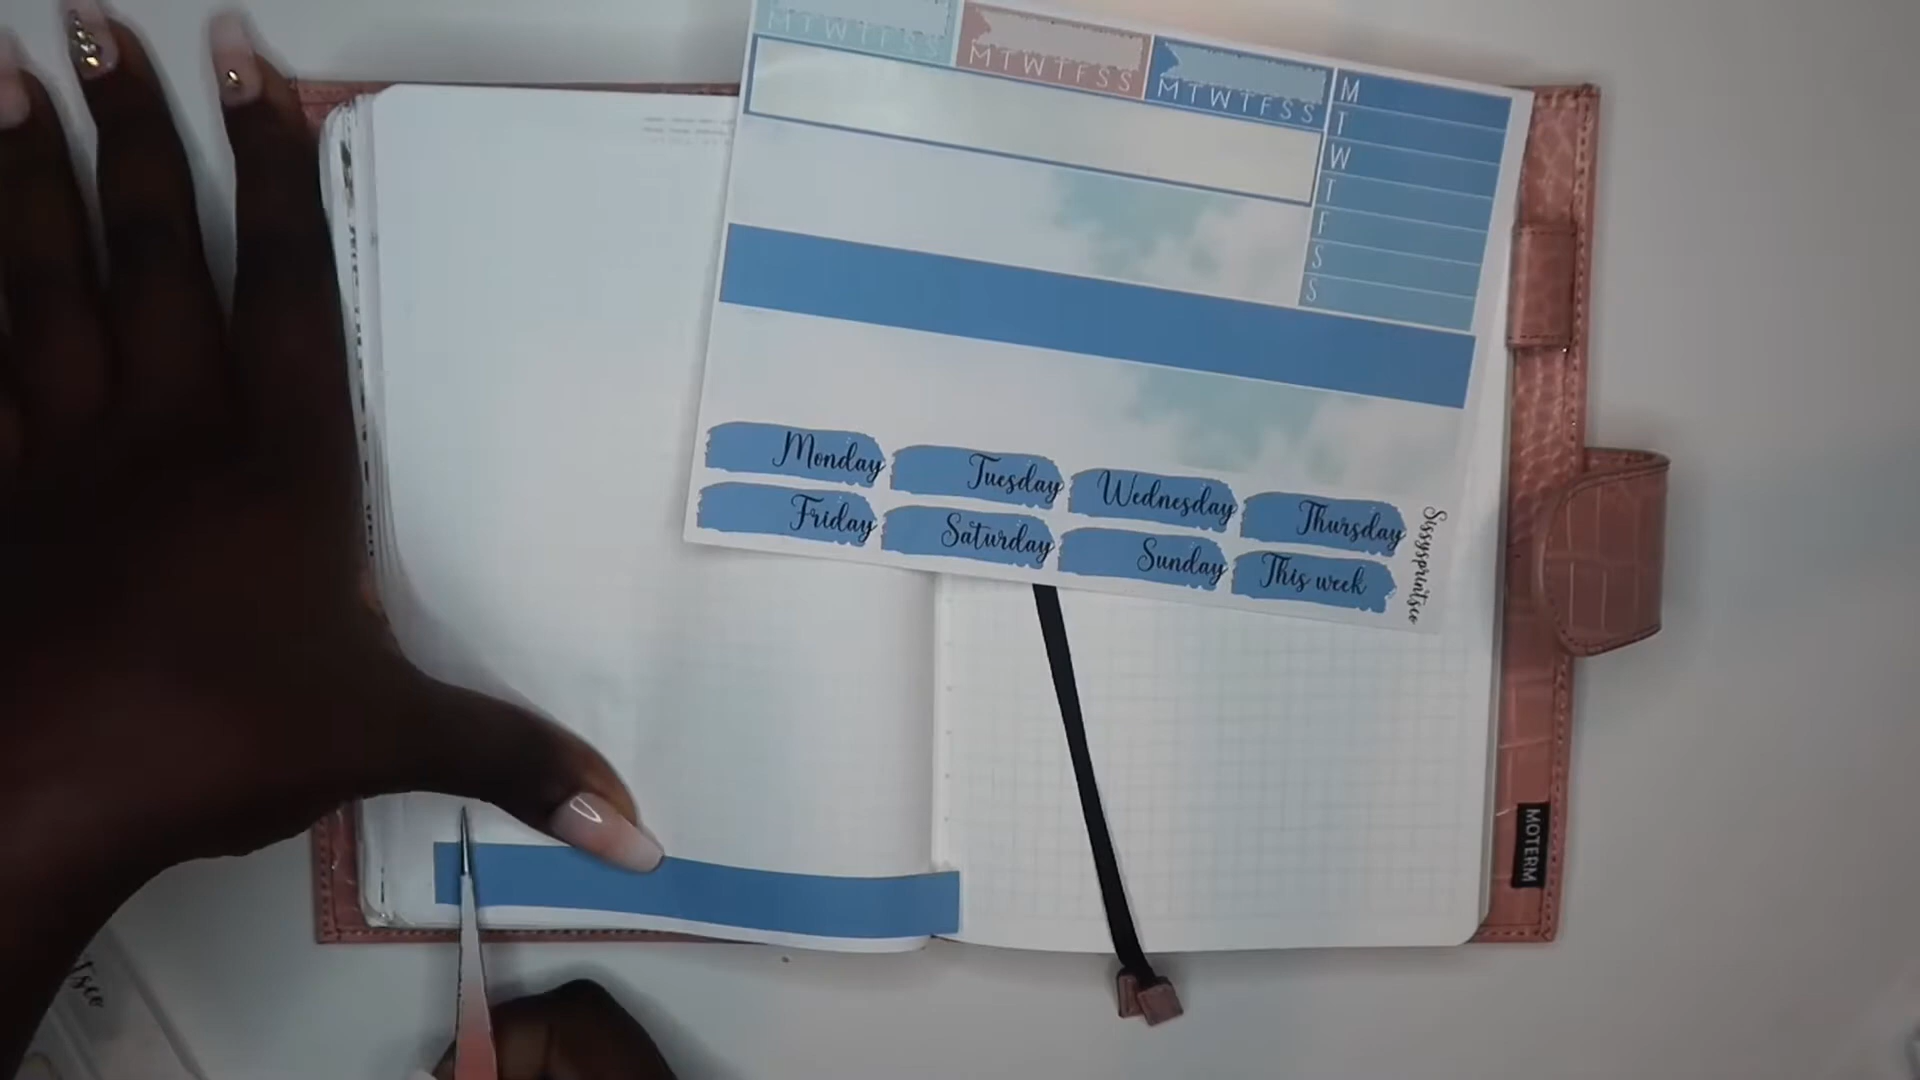 MTWTFSS
MTWTFSS
MTWTFSS
M
T
W
T
F
S
S
Monday
Tuesday
Wednesday
Thursday
Friday
Saturday
Sunday
This week
Sissysprintsco
MOTERM